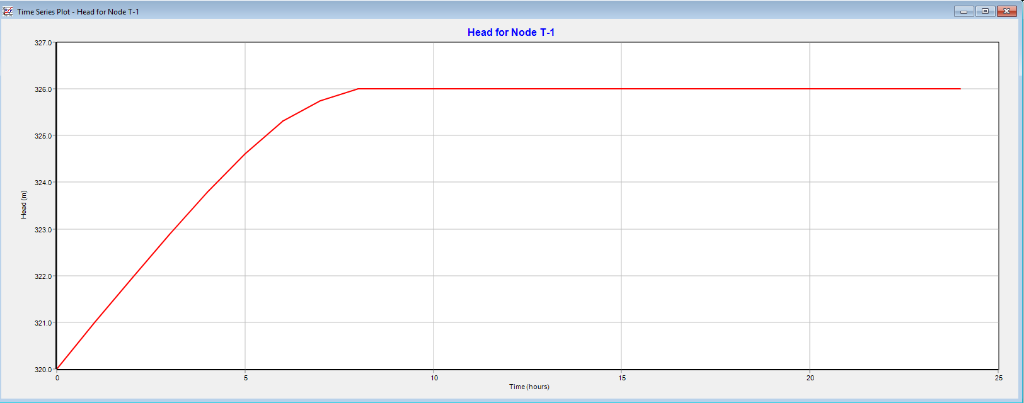 Time Series Plot - Head for Node T-1
Head for Node T-1
327.0
326.0
325.0
324.0
323.0
322.0
321.0
320.0
Head (m)
0 5 10 15 20 25
Time (hours)